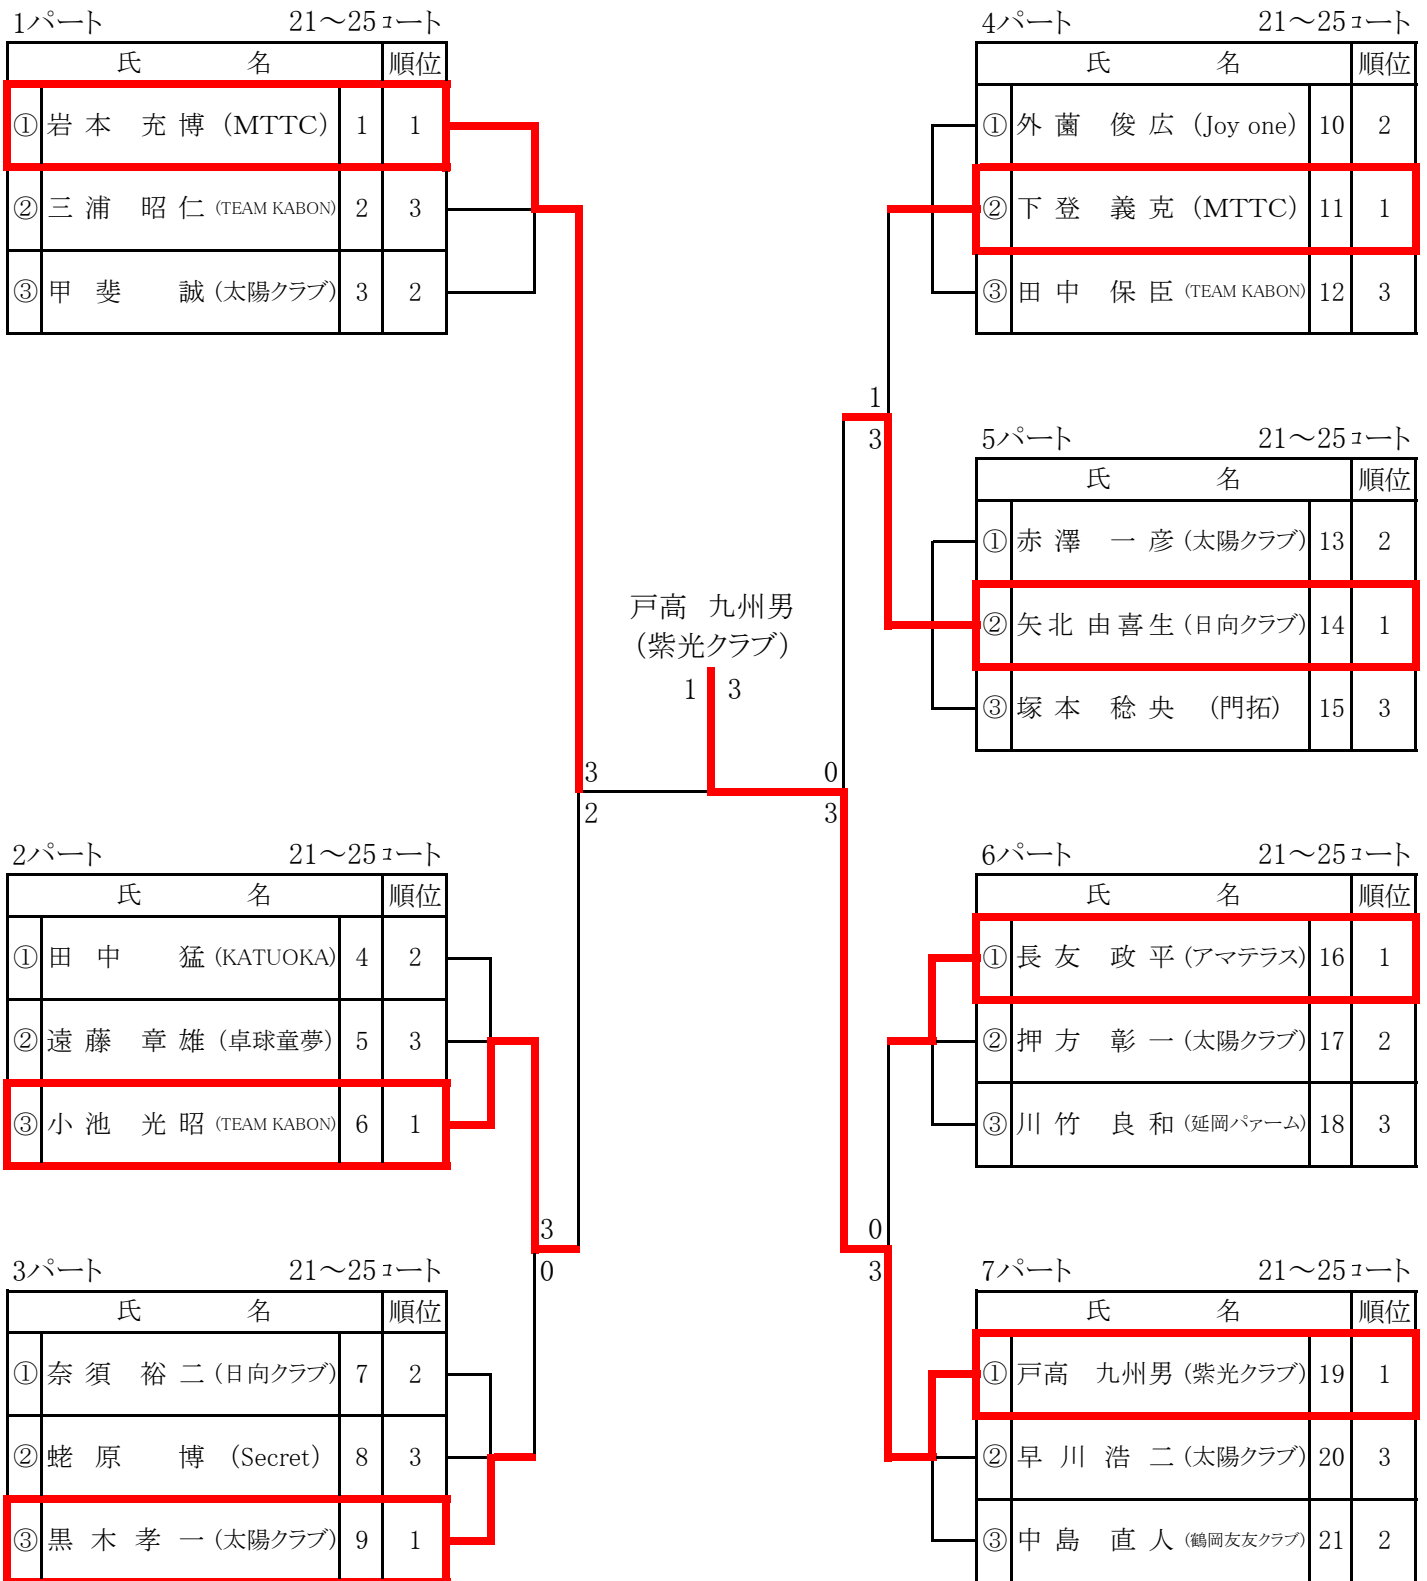 1パート 21～25ｺｰﾄ
氏 名 順位
① 岩本 充博 (MTTC) 1 1
② 三浦 昭仁 (TEAM KABON) 2 3
③ 甲斐 誠 (太陽クラブ) 3 2
2パート 21～25ｺｰﾄ
氏 名 順位
① 田中 猛 (KATUOKA) 4 2
② 遠藤 章雄 (卓球童夢) 5 3
③ 小池 光昭 (TEAM KABON) 6 1
3パート 21～25ｺｰﾄ
氏 名 順位
① 奈須 裕二 (日向クラブ) 7 2
② 蛯原 博 (Secret) 8 3
③ 黒木 孝一 (太陽クラブ) 9 1
3
2
3
0
戸高 九州男
(紫光クラブ)
1 3
1
3
0
3
0
3
4パート 21～25ｺｰﾄ
氏 名 順位
① 外薗 俊広 (Joy one) 10 2
② 下登 義克 (MTTC) 11 1
③ 田中 保臣 (TEAM KABON) 12 3
5パート 21～25ｺｰﾄ
氏 名 順位
① 赤澤 一彦 (太陽クラブ) 13 2
② 矢北 由喜生 (日向クラブ) 14 1
③ 塚本 稔央 (門拓) 15 3
6パート 21～25ｺｰﾄ
氏 名 順位
① 長友 政平 (アマテラス) 16 1
② 押方 彰一 (太陽クラブ) 17 2
③ 川竹 良和 (延岡パァーム) 18 3
7パート 21～25ｺｰﾄ
氏 名 順位
① 戸高 九州男 (紫光クラブ) 19 1
② 早川 浩二 (太陽クラブ) 20 3
③ 中島 直人 (鶴岡友友クラブ) 21 2